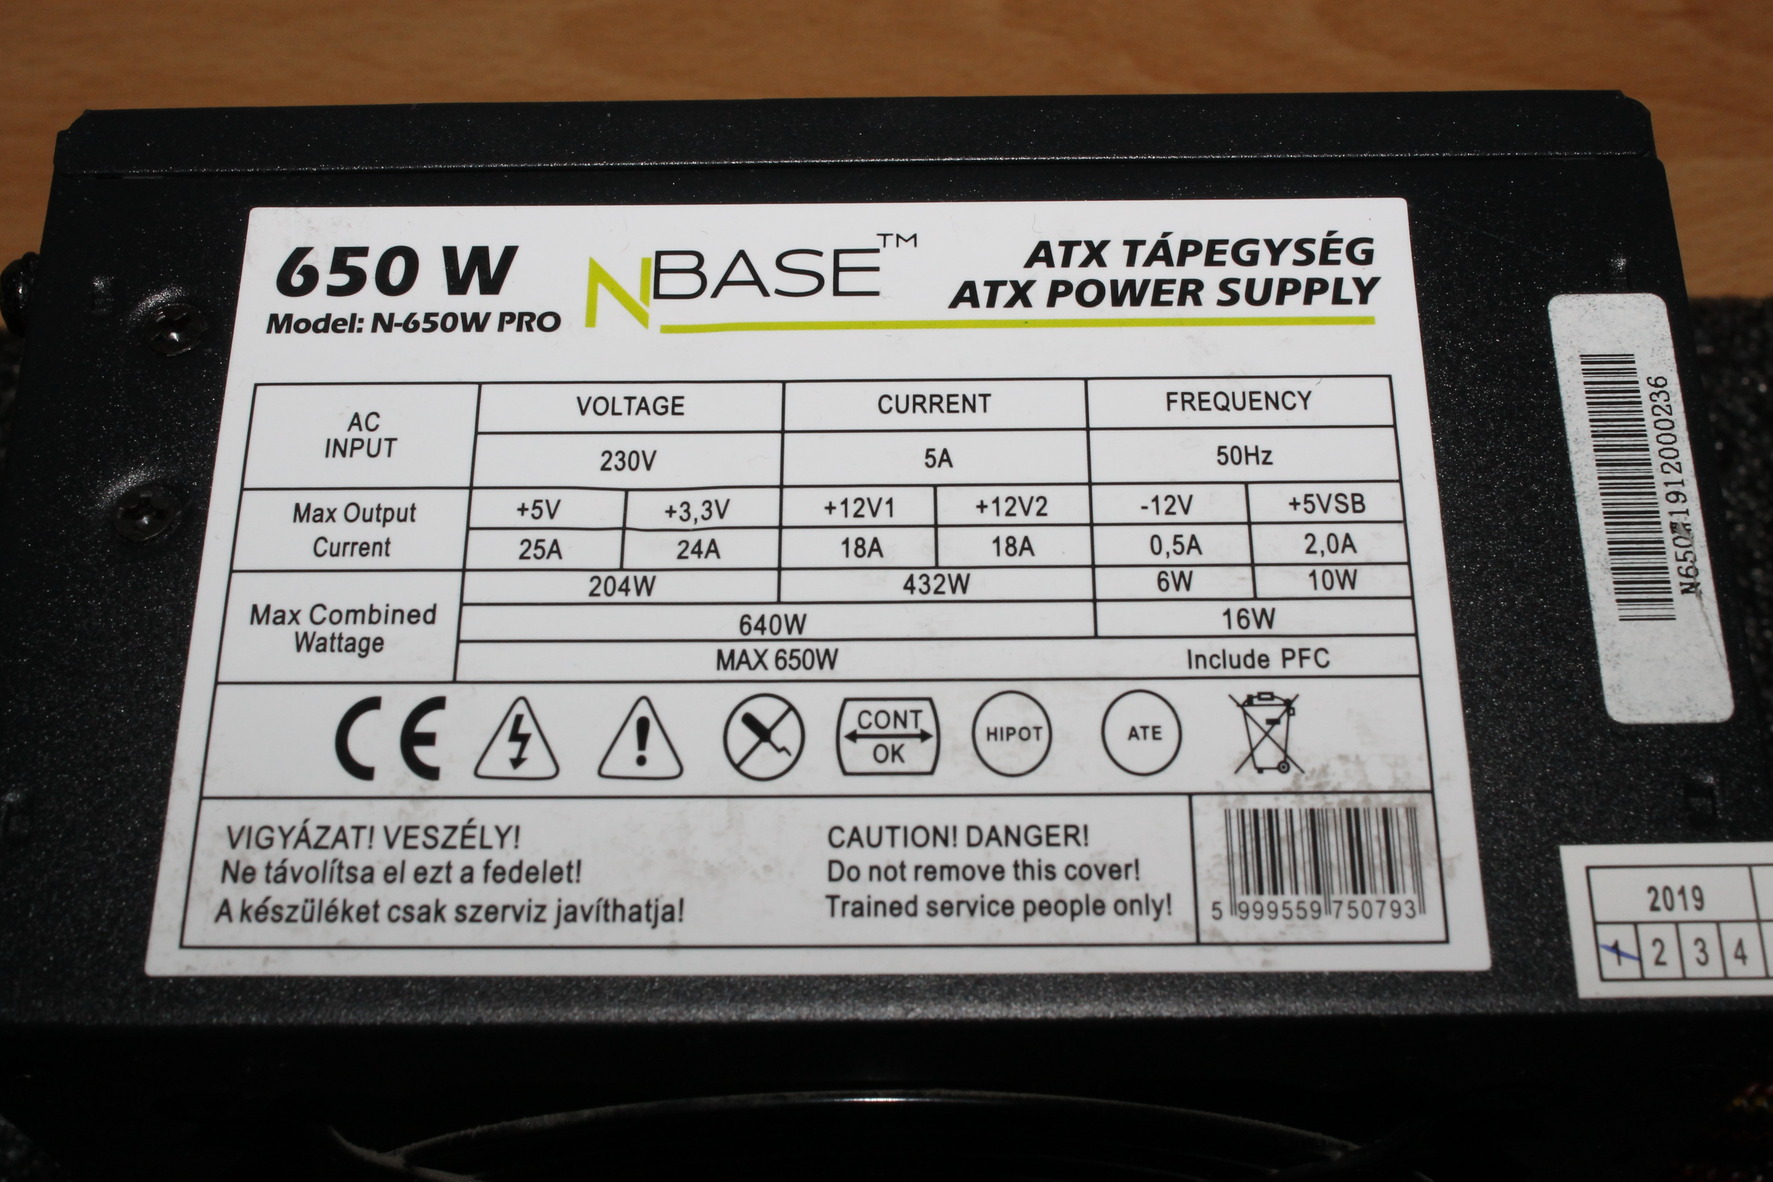 650 W
Model: N-650W PRO
NBASE™
ATX TÁPEGYSÉG
ATX POWER SUPPLY
AC INPUT
VOLTAGE CURRENT FREQUENCY
230V 5A 50Hz
Max Output Current
+5V +3,3V +12V1 +12V2 -12V +5VSB
25A 24A 18A 18A 0,5A 2,0A
Max Combined Wattage
204W 432W 6W 10W
640W 16W
MAX 650W Include PFC
CE
CONT
OK
HIPOT
ATE
VIGYÁZAT! VESZÉLY!
Ne távolítsa el ezt a fedelet!
A készüléket csak szerviz javíthatja!
CAUTION! DANGER!
Do not remove this cover!
Trained service people only!
5 999559 750793
N650W1912000236
2019
1 2 3 4